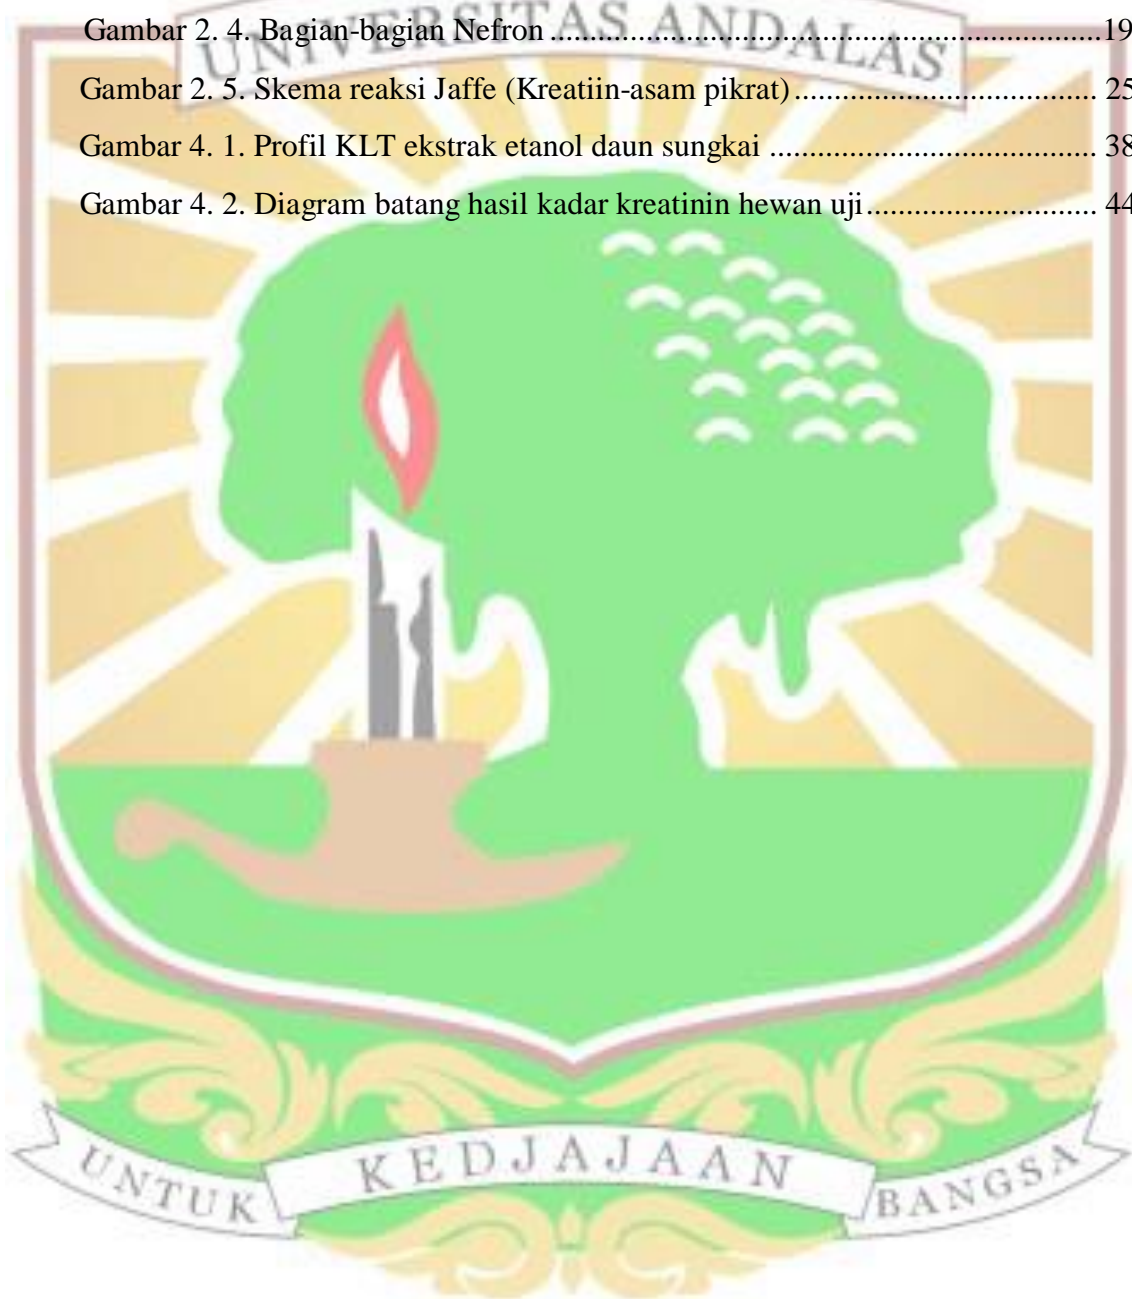 UNIVERSITAS ANDALAS
Gambar 2. 4. Bagian-bagian Nefron ..................................................................... 19
Gambar 2. 5. Skema reaksi Jaffe (Kreatiin-asam pikrat) ..................................... 25
Gambar 4. 1. Profil KLT ekstrak etanol daun sungkai ........................................ 38
Gambar 4. 2. Diagram batang hasil kadar kreatinin hewan uji ............................ 44
UNTUK KEDJAJAAN BANGSA